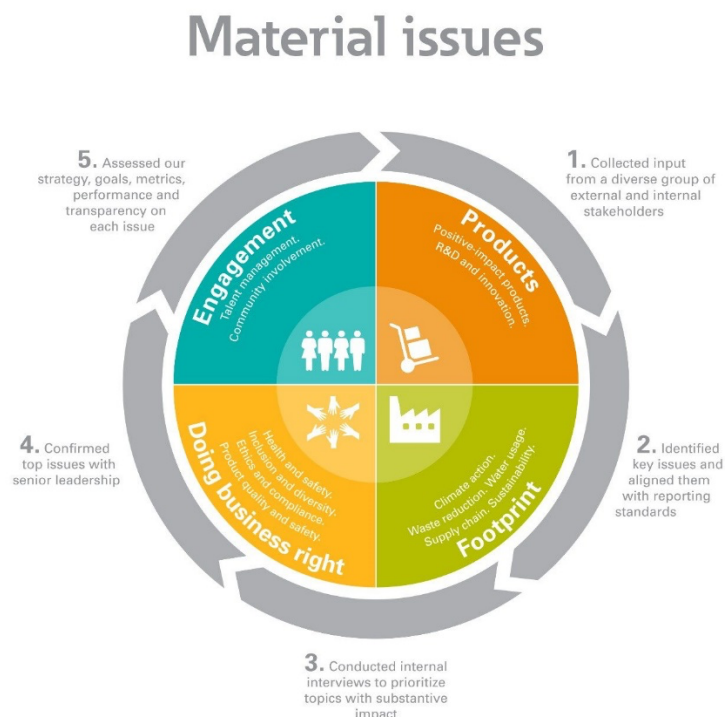 Material issues
5. Assessed our
strategy, goals, metrics,
performance and
transparency on
each issue
1. Collected input
from a diverse group of
external and internal
stakeholders
Engagement
Talent management.
Community involvement.
Products
Positive-impact products.
R&D and innovation.
4. Confirmed
top issues with
senior leadership
2. Identified
key issues and
aligned them
with reporting
standards
Health and safety.
Inclusion and diversity.
Ethics and compliance.
Product quality and safety.
Doing business right
Climate action.
Waste reduction. Water usage.
Supply chain. Sustainability.
Footprint
3. Conducted internal
interviews to prioritize
topics with substantive
impact